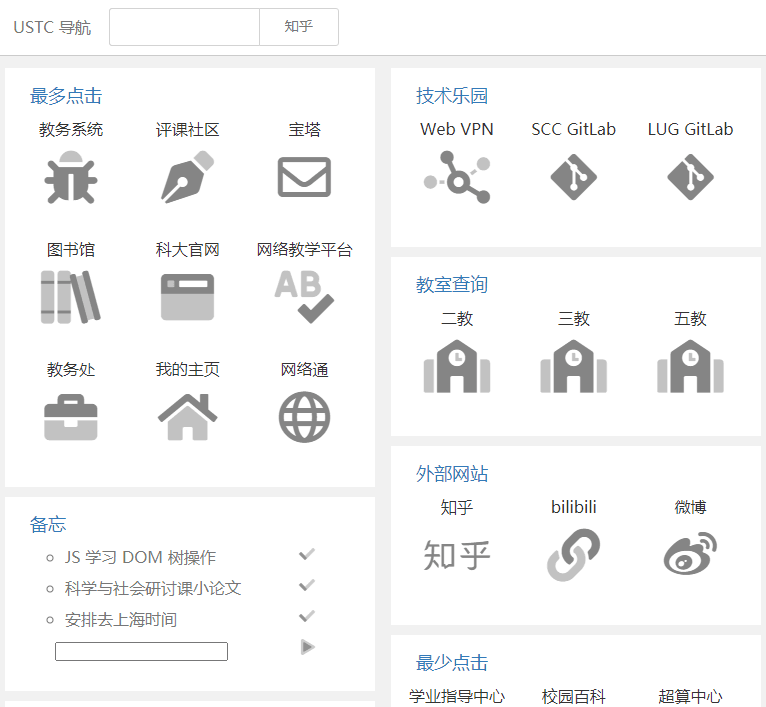 USTC 导航
知乎
最多点击
教务系统
评课社区
宝塔
图书馆
科大官网
网络教学平台
AB
教务处
我的主页
网络通
备忘
JS 学习 DOM 树操作
科学与社会研讨课小论文
安排去上海时间
技术乐园
Web VPN
SCC GitLab
LUG GitLab
教室查询
二教
三教
五教
外部网站
知乎
bilibili
微博
知乎
最少点击
学业指导中心
校园百科
超算中心